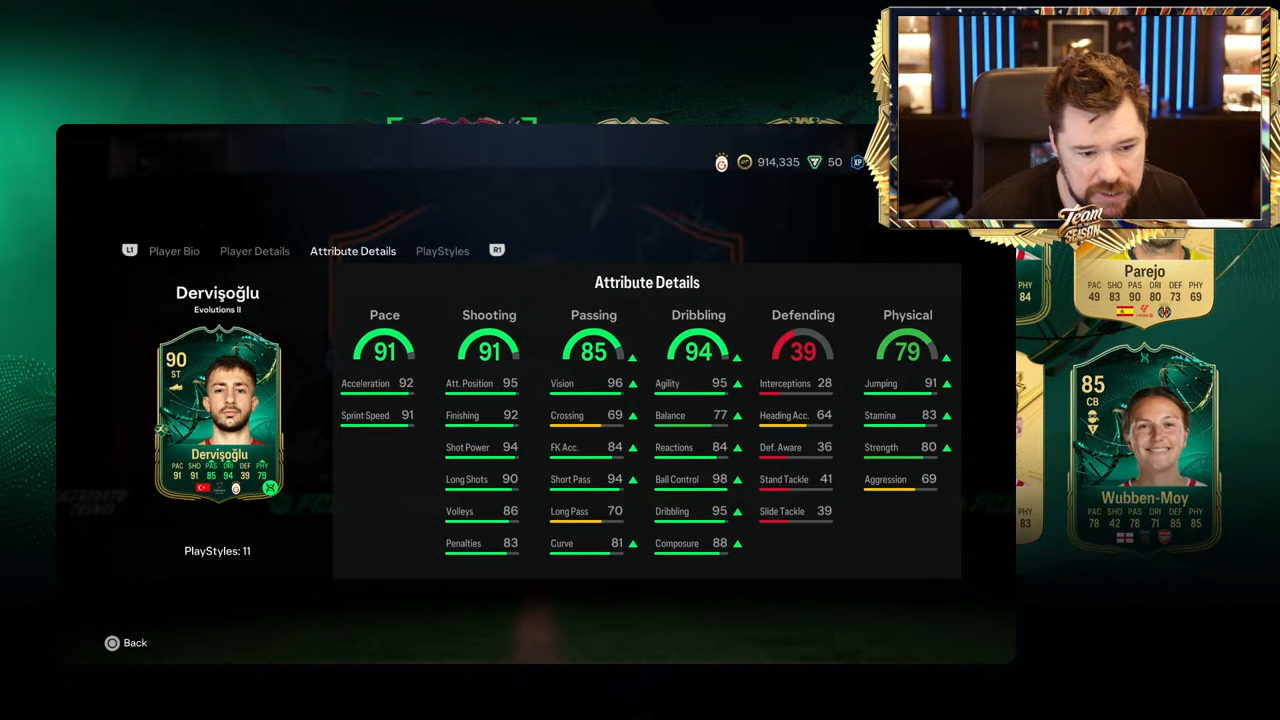 914,335 50 XP
Team
OF THE
SEASON
L1 Player Bio Player Details Attribute Details PlayStyles R1
Dervişoğlu
Evolutions II
90
ST
Dervişoğlu
PAC SHO PAS DRI DEF PHY
91 91 85 94 39 79
PlayStyles: 11
Attribute Details
Pace
91
Acceleration 92
Sprint Speed 91
Shooting
91
Att. Position 95
Finishing 92
Shot Power 94
Long Shots 90
Volleys 86
Penalties 83
Passing
85
Vision 96
Crossing 69
FK Acc. 84
Short Pass 94
Long Pass 70
Curve 81
Dribbling
94
Agility 95
Balance 77
Reactions 84
Ball Control 98
Dribbling 95
Composure 88
Defending
39
Interceptions 28
Heading Acc. 64
Def. Aware 36
Stand Tackle 41
Slide Tackle 39
Physical
79
Jumping 91
Stamina 83
Strength 80
Aggression 69
PHY
84
Parejo
PAC SHO PAS DRI DEF PHY
49 83 90 80 73 69
PHY
83
85
CB
Wubben-Moy
PAC SHO PAS DRI DEF PHY
78 42 78 71 85 85
Back